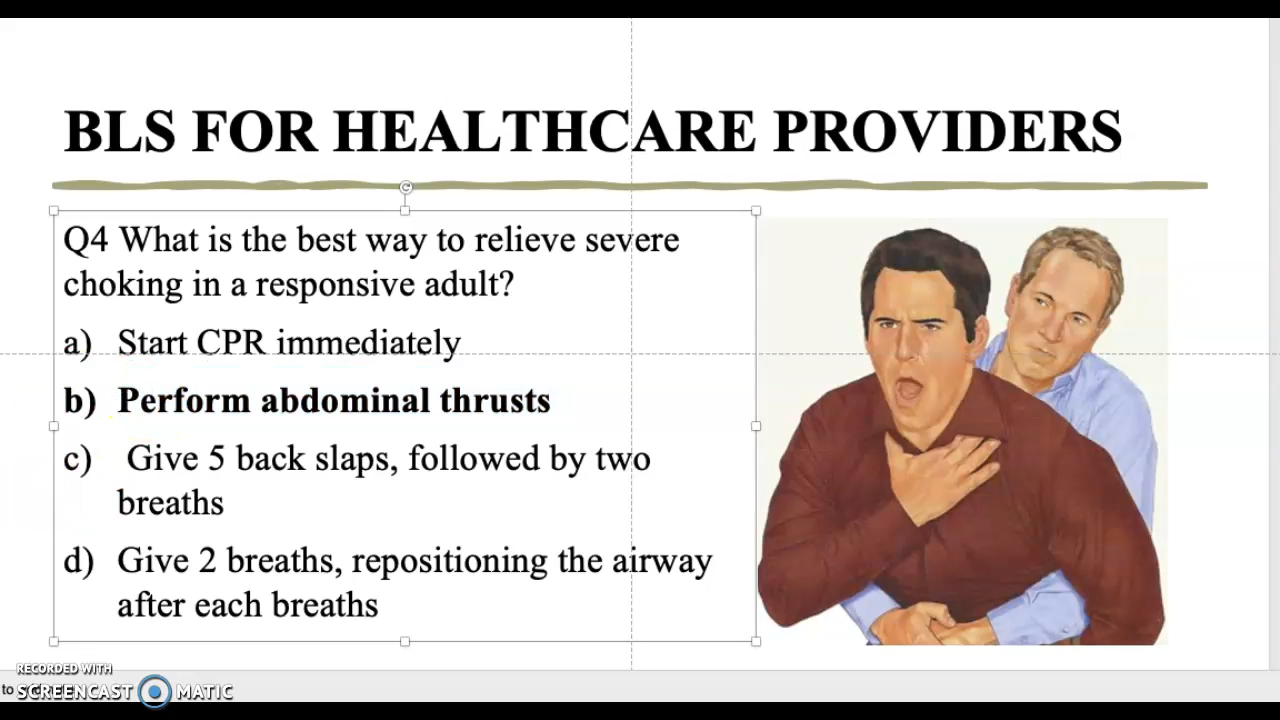 BLS FOR HEALTHCARE PROVIDERS
Q4 What is the best way to relieve severe
choking in a responsive adult?
a) Start CPR immediately
b) Perform abdominal thrusts
c) Give 5 back slaps, followed by two
breaths
d) Give 2 breaths, repositioning the airway
after each breaths
RECORDED WITH
to
SCREENCAST MATIC